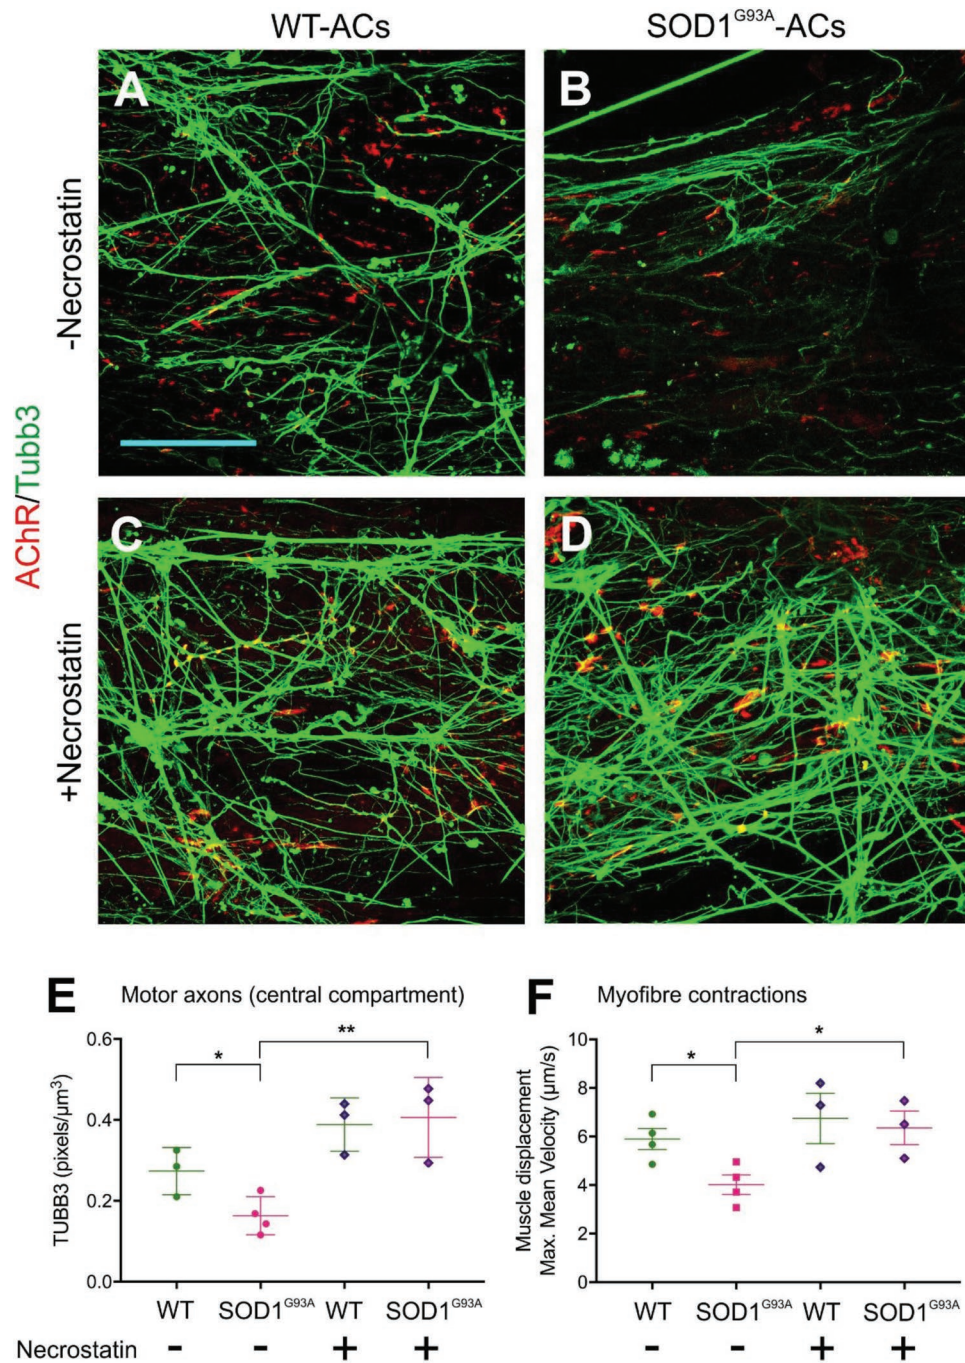 WT-ACs
SOD1G93A-ACs
A
B
-Necrostatin
AChR/Tubb3
C
D
+Necrostatin
E
Motor axons (central compartment)
TUBB3 (pixels/µm3)
0.6
0.4
0.2
0.0
*
**
WT
SOD1G93A
WT
SOD1G93A
Necrostatin
-
-
+
+
F
Myofibre contractions
Muscle displacement
Max. Mean Velocity (µm/s)
10
8
6
4
2
0
*
*
WT
SOD1G93A
WT
SOD1G93A
-
-
+
+